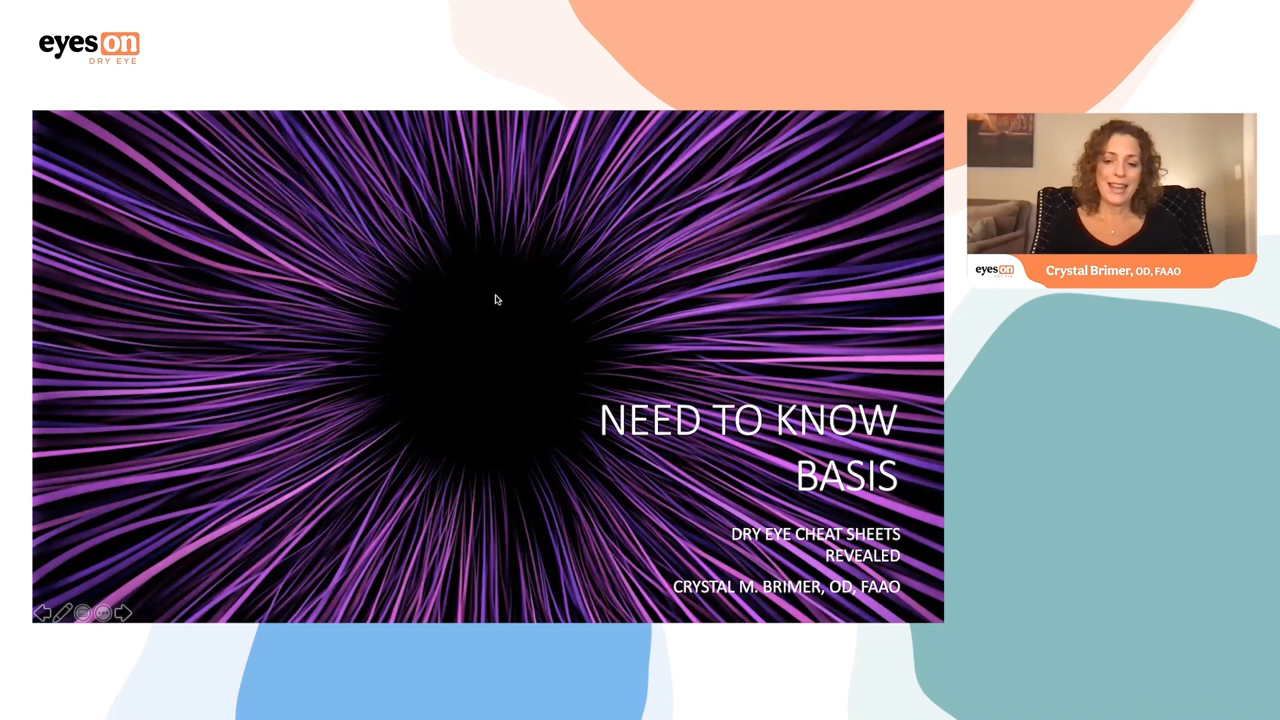 eyes on
DRY EYE
NEED TO KNOW
BASIS
DRY EYE CHEAT SHEETS
REVEALED
CRYSTAL M. BRIMER, OD, FAAO
eyes on
Crystal Brimer, OD, FAAO